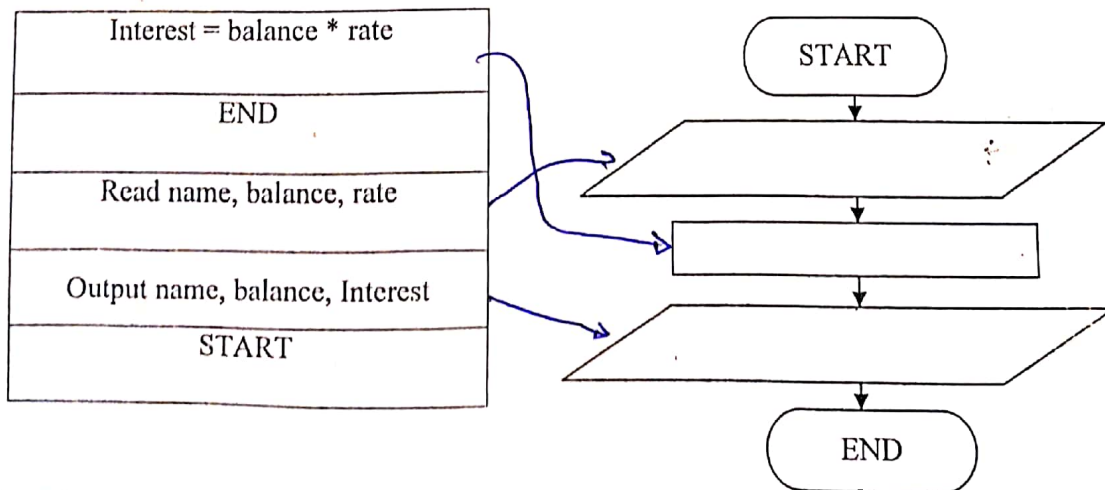 Interest = balance * rate
END
Read name, balance, rate
Output name, balance, Interest
START
START
END